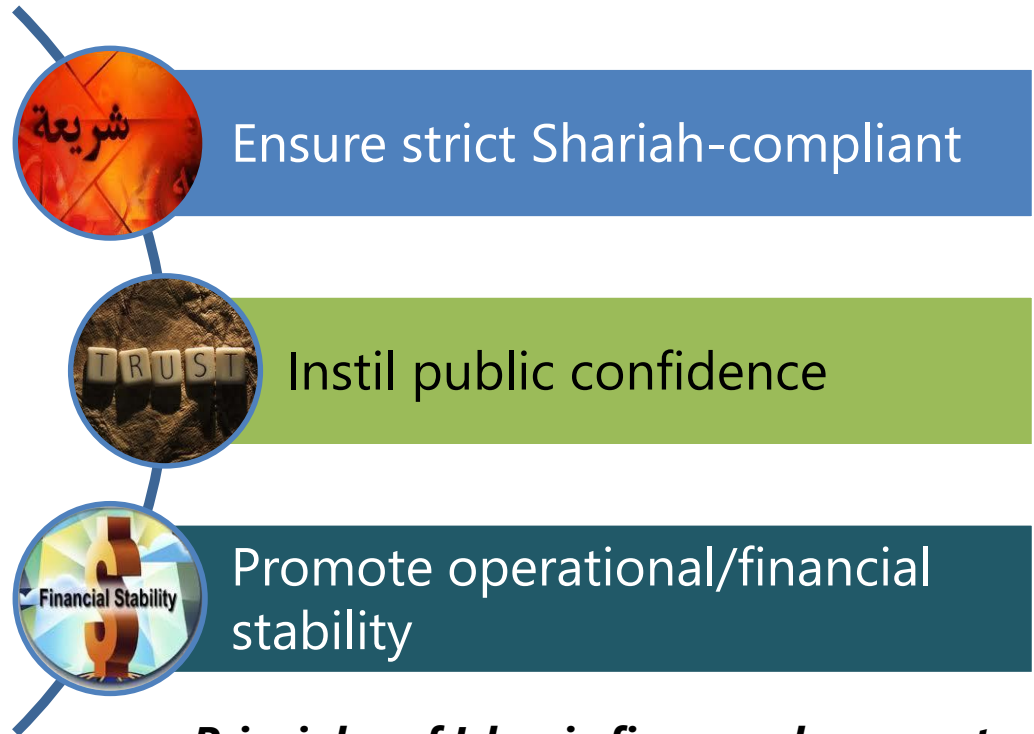 شريعة
Ensure strict Shariah-compliant
TRUST
Instil public confidence
Financial Stability
Promote operational/financial
stability